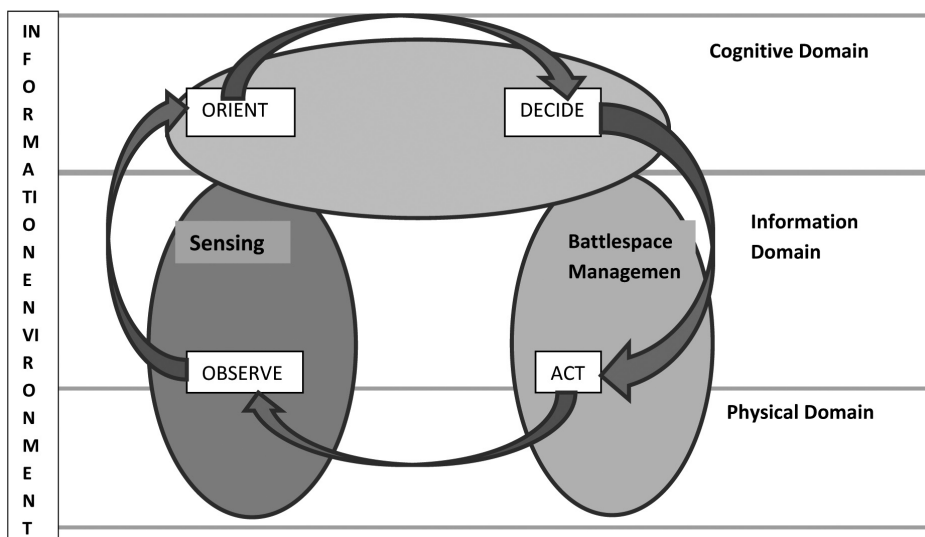 IN
F
O
R
M
A
TI
O
N
E
N
VI
R
O
N
M
E
N
T
Cognitive Domain
ORIENT
DECIDE
Sensing
Battlespace
Managemen
Information
Domain
OBSERVE
ACT
Physical Domain